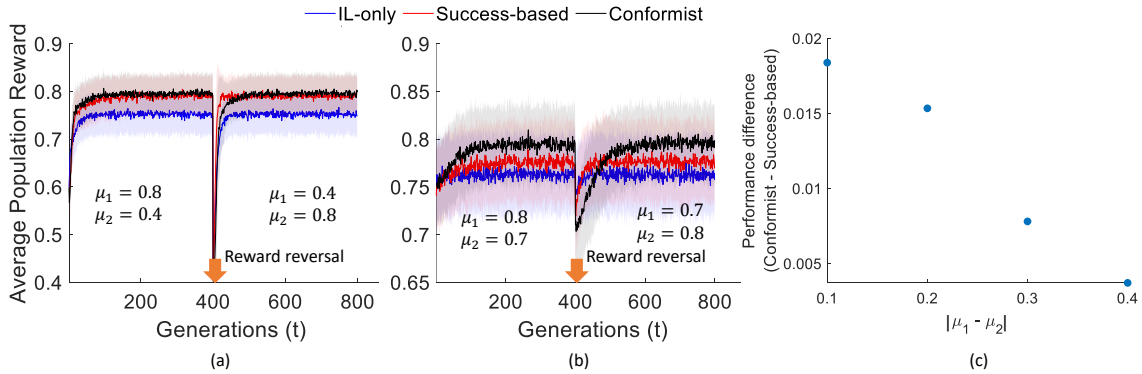 IL-only Success-based Conformist
Average Population Reward
0.9
0.8
0.7
0.6
0.5
0.4
μ₁ = 0.8
μ₂ = 0.4
μ₁ = 0.4
μ₂ = 0.8
Reward reversal
200 400 600 800
Generations (t)
(a)
0.9
0.85
0.8
0.75
0.7
0.65
μ₁ = 0.8
μ₂ = 0.7
μ₁ = 0.7
μ₂ = 0.8
Reward reversal
200 400 600 800
Generations (t)
(b)
Performance difference
(Conformist - Success-based)
0.02
0.015
0.01
0.005
0.1 0.2 0.3 0.4
|μ₁ - μ₂|
(c)